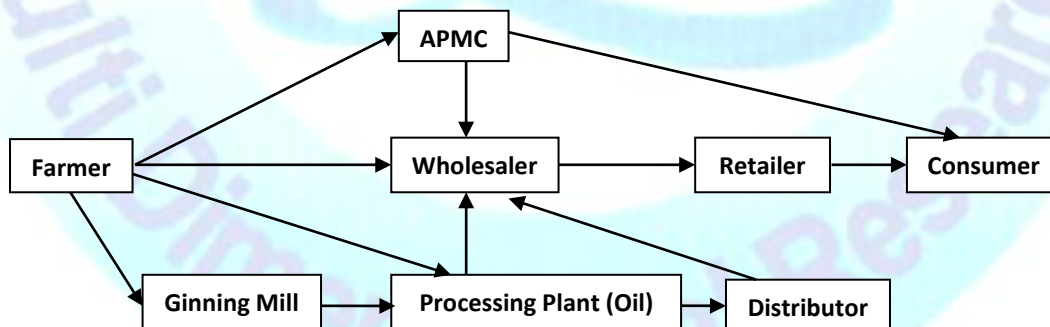 APMC
Farmer
Wholesaler
Retailer
Consumer
Ginning Mill
Processing Plant (Oil)
Distributor